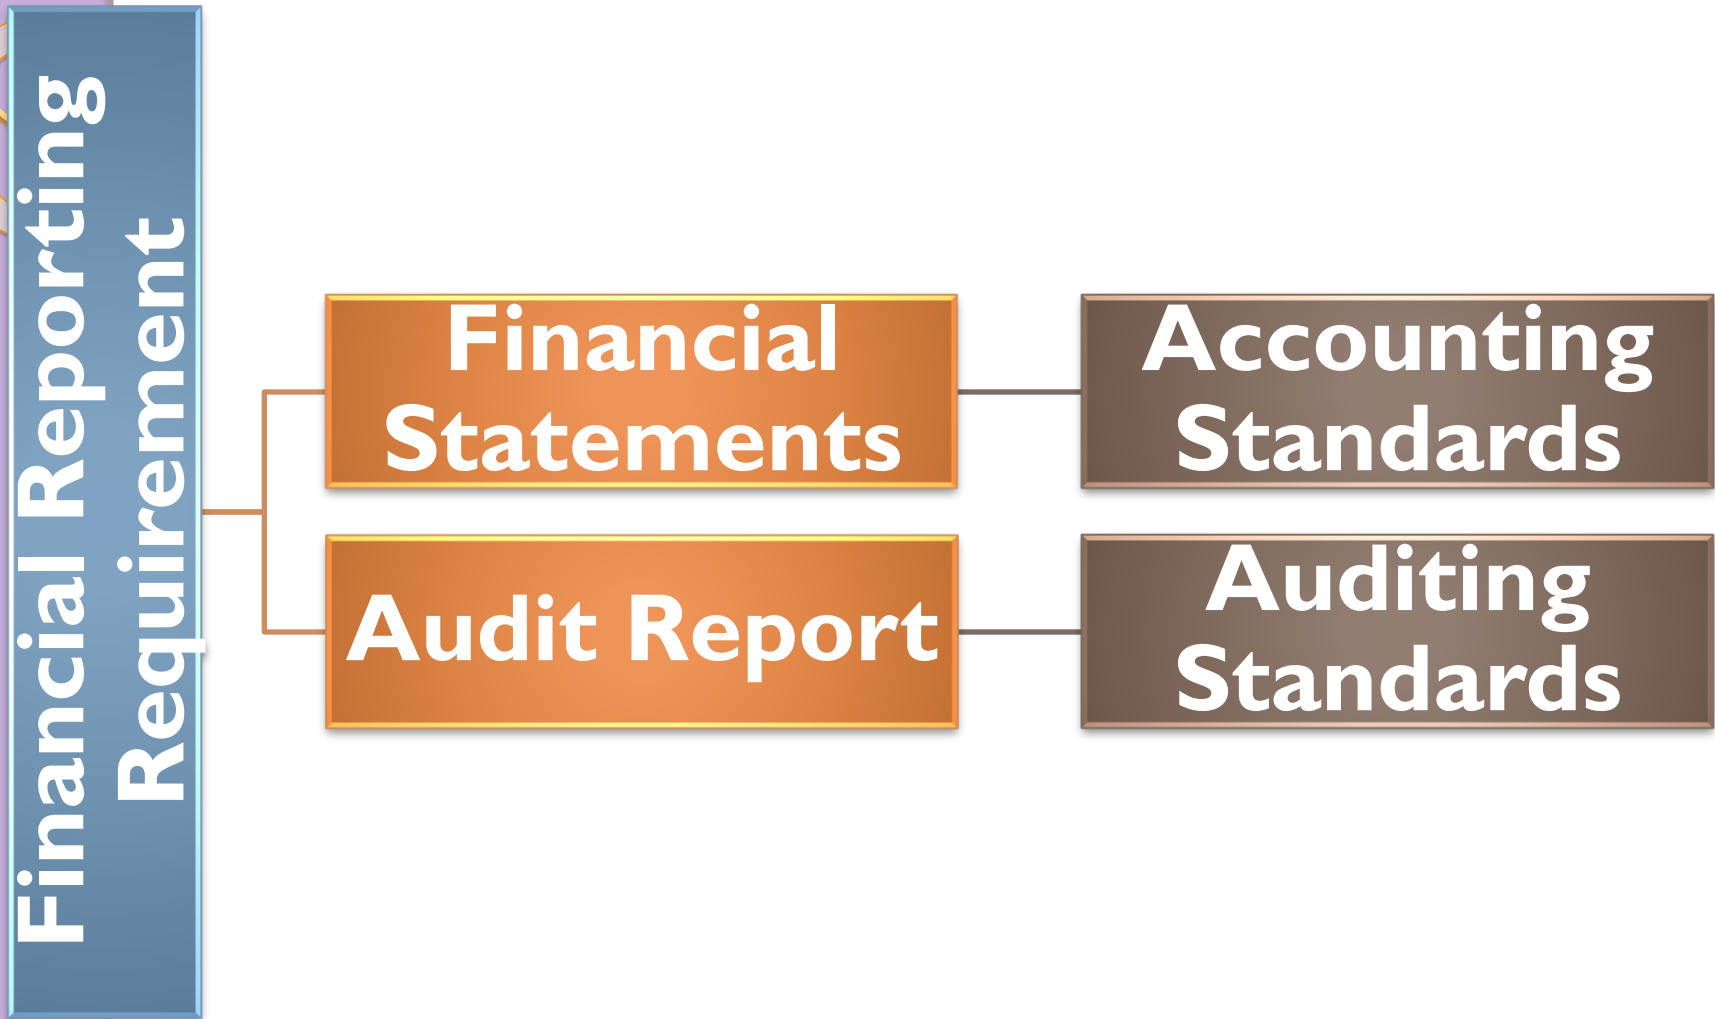 Financial Reporting
Requirement
Financial
Statements
Accounting
Standards
Audit Report
Auditing
Standards